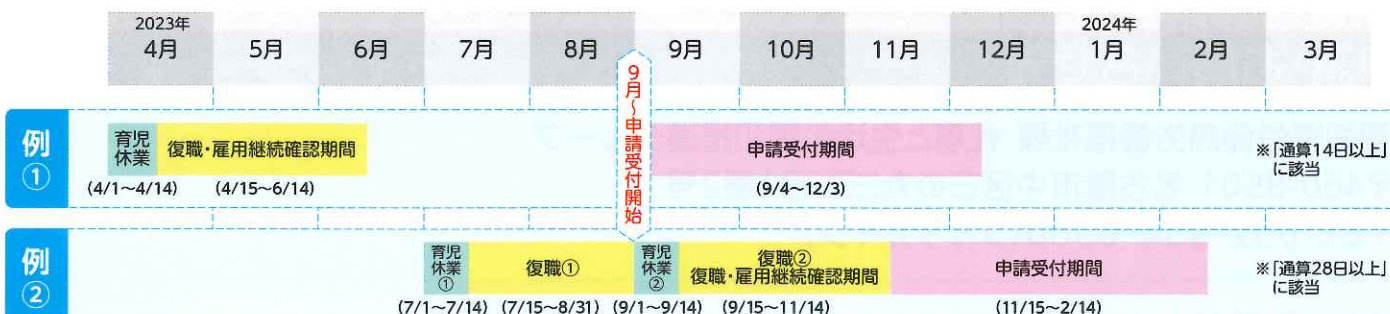 2023年
4月 5月 6月 7月 8月 9月 10月 11月 12月
2024年
1月 2月 3月
9月～申請受付開始
例
①
育児
休業
復職・雇用継続確認期間
申請受付期間
※「通算14日以上」
に該当
(4/1～4/14) (4/15～6/14) (9/4～12/3)
例
②
育児
休業
①
復職①
育児
休業
②
復職②
復職・雇用継続確認期間
申請受付期間
※「通算28日以上」
に該当
(7/1～7/14) (7/15～8/31) (9/1～9/14) (9/15～11/14) (11/15～2/14)